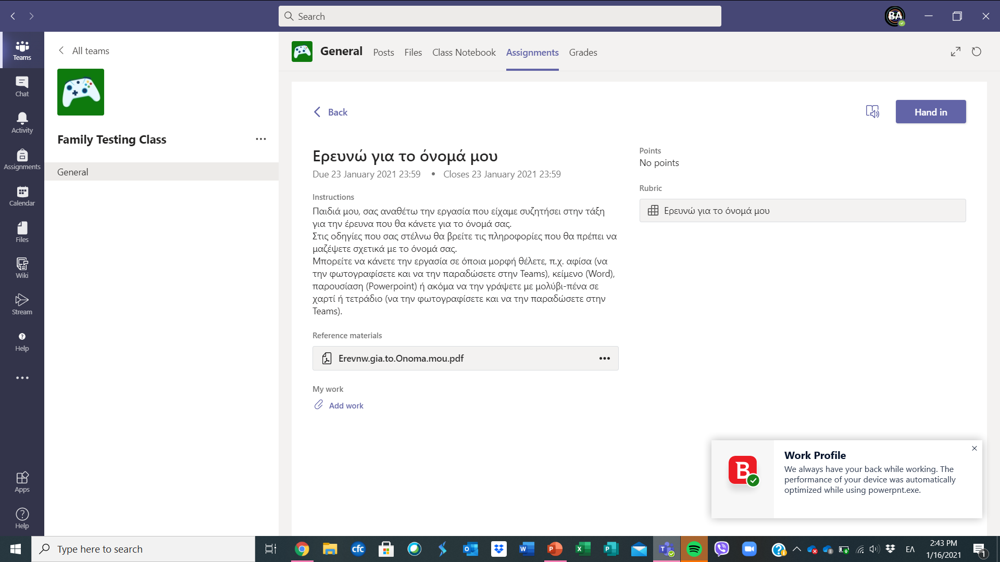 Search
BA
Teams
Chat
Activity
Assignments
Calendar
Files
Wiki
Stream
Help
Apps
Help
All teams
Family Testing Class
General
General
Posts
Files
Class Notebook
Assignments
Grades
Back
Hand in
Ερευνώ για το όνομά μου
Due 23 January 2021 23:59 • Closes 23 January 2021 23:59
Instructions
Παιδιά μου, σας αναθέτω την εργασία που είχαμε συζητήσει στην τάξη
για την έρευνα που θα κάνετε για το όνομά σας.
Στις οδηγίες που σας στέλνω θα βρείτε τις πληροφορίες που θα πρέπει να
μαζέψετε σχετικά με το όνομά σας.
Μπορείτε να κάνετε την εργασία σε όποια μορφή θέλετε, π.χ. αφίσα (να
την φωτογραφίσετε και να την παραδώσετε στην Teams), κείμενο (Word),
παρουσίαση (Powerpoint) ή ακόμα να την γράψετε με μολύβι-πένα σε
χαρτί ή τετράδιο (να την φωτογραφίσετε και να την παραδώσετε στην
Teams).
Reference materials
Erevnw.gia.to.Onoma.mou.pdf
My work
Add work
Points
No points
Rubric
Ερευνώ για το όνομά μου
Work Profile
We always have your back while working. The
performance of your device was automatically
optimized while using powerpnt.exe.
Type here to search
cfc
ΕΛ
2:43 PM
1/16/2021
1